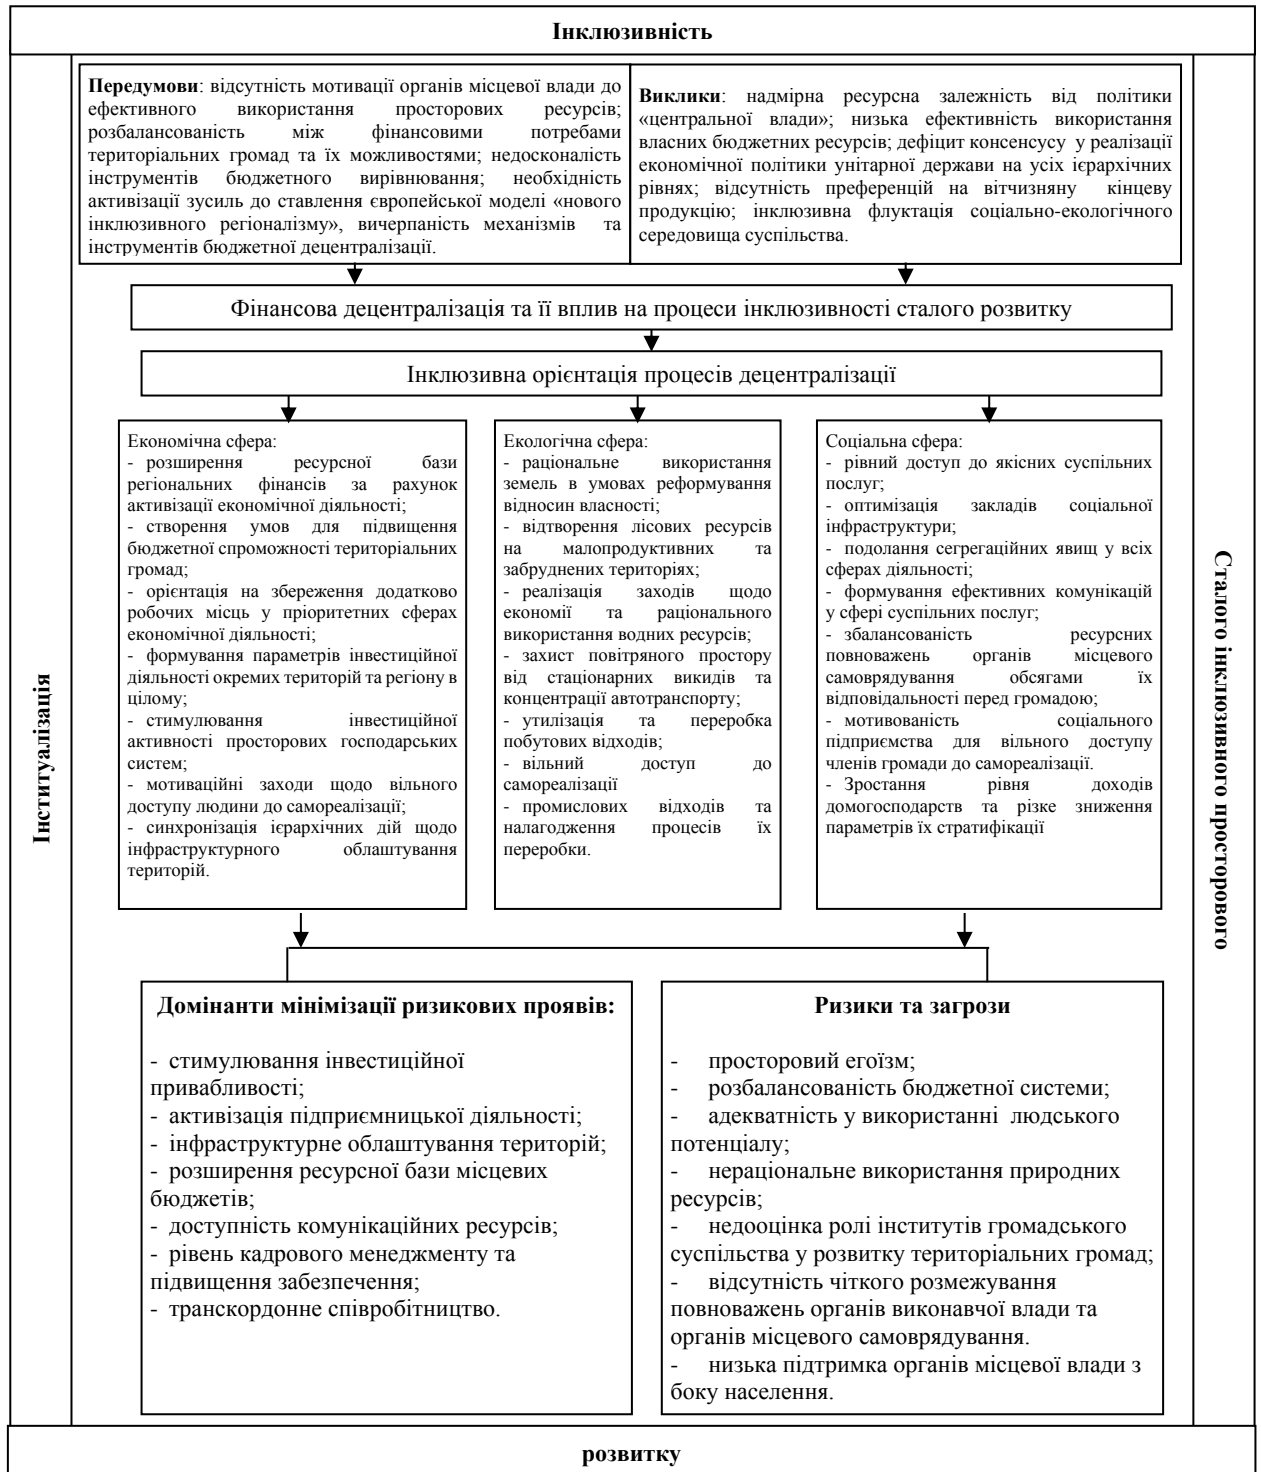 Інклюзивність
Передумови: відсутність мотивації органів місцевої влади до
ефективного використання просторових ресурсів;
розбалансованість між фінансовими потребами
територіальних громад та їх можливостями; недосконалість
інструментів бюджетного вирівнювання; необхідність
активізації зусиль до ставлення європейської моделі «нового
інклюзивного регіоналізму», вичерпаність механізмів та
інструментів бюджетної децентралізації.
Виклики: надмірна ресурсна залежність від політики
«центральної влади»; низька ефективність використання
власних бюджетних ресурсів; дефіцит консенсусу у реалізації
економічної політики унітарної держави на усіх ієрархічних
рівнях; відсутність преференцій на вітчизняну кінцеву
продукцію; інклюзивна флуктація соціально-екологічного
середовища суспільства.
Фінансова децентралізація та її вплив на процеси інклюзивності сталого розвитку
Інклюзивна орієнтація процесів децентралізації
Економічна сфера:
- розширення ресурсної бази
регіональних фінансів за рахунок
активізації економічної діяльності;
- створення умов для підвищення
бюджетної спроможності територіальних
громад;
- орієнтація на збереження додатково
робочих місць у пріоритетних сферах
економічної діяльності;
- формування параметрів інвестиційної
діяльності окремих територій та регіону в
цілому;
- стимулювання інвестиційної
активності просторових господарських
систем;
- мотиваційні заходи щодо вільного
доступу людини до самореалізації;
- синхронізація ієрархічних дій щодо
інфраструктурного облаштування
територій.
Екологічна сфера:
- раціональне використання
земель в умовах реформування
відносин власності;
- відтворення лісових ресурсів
на малопродуктивних та
забруднених територіях;
- реалізація заходів щодо
економії та раціонального
використання водних ресурсів;
- захист повітряного простору
від стаціонарних викидів та
концентрації автотранспорту;
- утилізація та переробка
побутових відходів;
- вільний доступ до
самореалізації
- промислових відходів та
налагодження процесів їх
переробки.
Соціальна сфера:
- рівний доступ до якісних суспільних
послуг;
- оптимізація закладів соціальної
інфраструктури;
- подолання сегрегаційних явищ у всіх
сферах діяльності;
- формування ефективних комунікацій
у сфері суспільних послуг;
- збалансованість ресурсних
повноважень органів місцевого
самоврядування обсягами їх
відповідальності перед громадою;
- мотивованість соціального
підприємства для вільного доступу
членів громади до самореалізації.
- Зростання рівня доходів
домогосподарств та різке зниження
параметрів їх стратифікації
Інституалізація
Сталого інклюзивного просторового
Домінанти мінімізації ризикових проявів:
- стимулювання інвестиційної
привабливості;
- активізація підприємницької діяльності;
- інфраструктурне облаштування територій;
- розширення ресурсної бази місцевих
бюджетів;
- доступність комунікаційних ресурсів;
- рівень кадрового менеджменту та
підвищення забезпечення;
- транскордонне співробітництво.
Ризики та загрози
- просторовий егоїзм;
- розбалансованість бюджетної системи;
- адекватність у використанні людського
потенціалу;
- нераціональне використання природних
ресурсів;
- недооцінка ролі інститутів громадського
суспільства у розвитку територіальних громад;
- відсутність чіткого розмежування
повноважень органів виконавчої влади та
органів місцевого самоврядування.
- низька підтримка органів місцевої влади з
боку населення.
розвитку